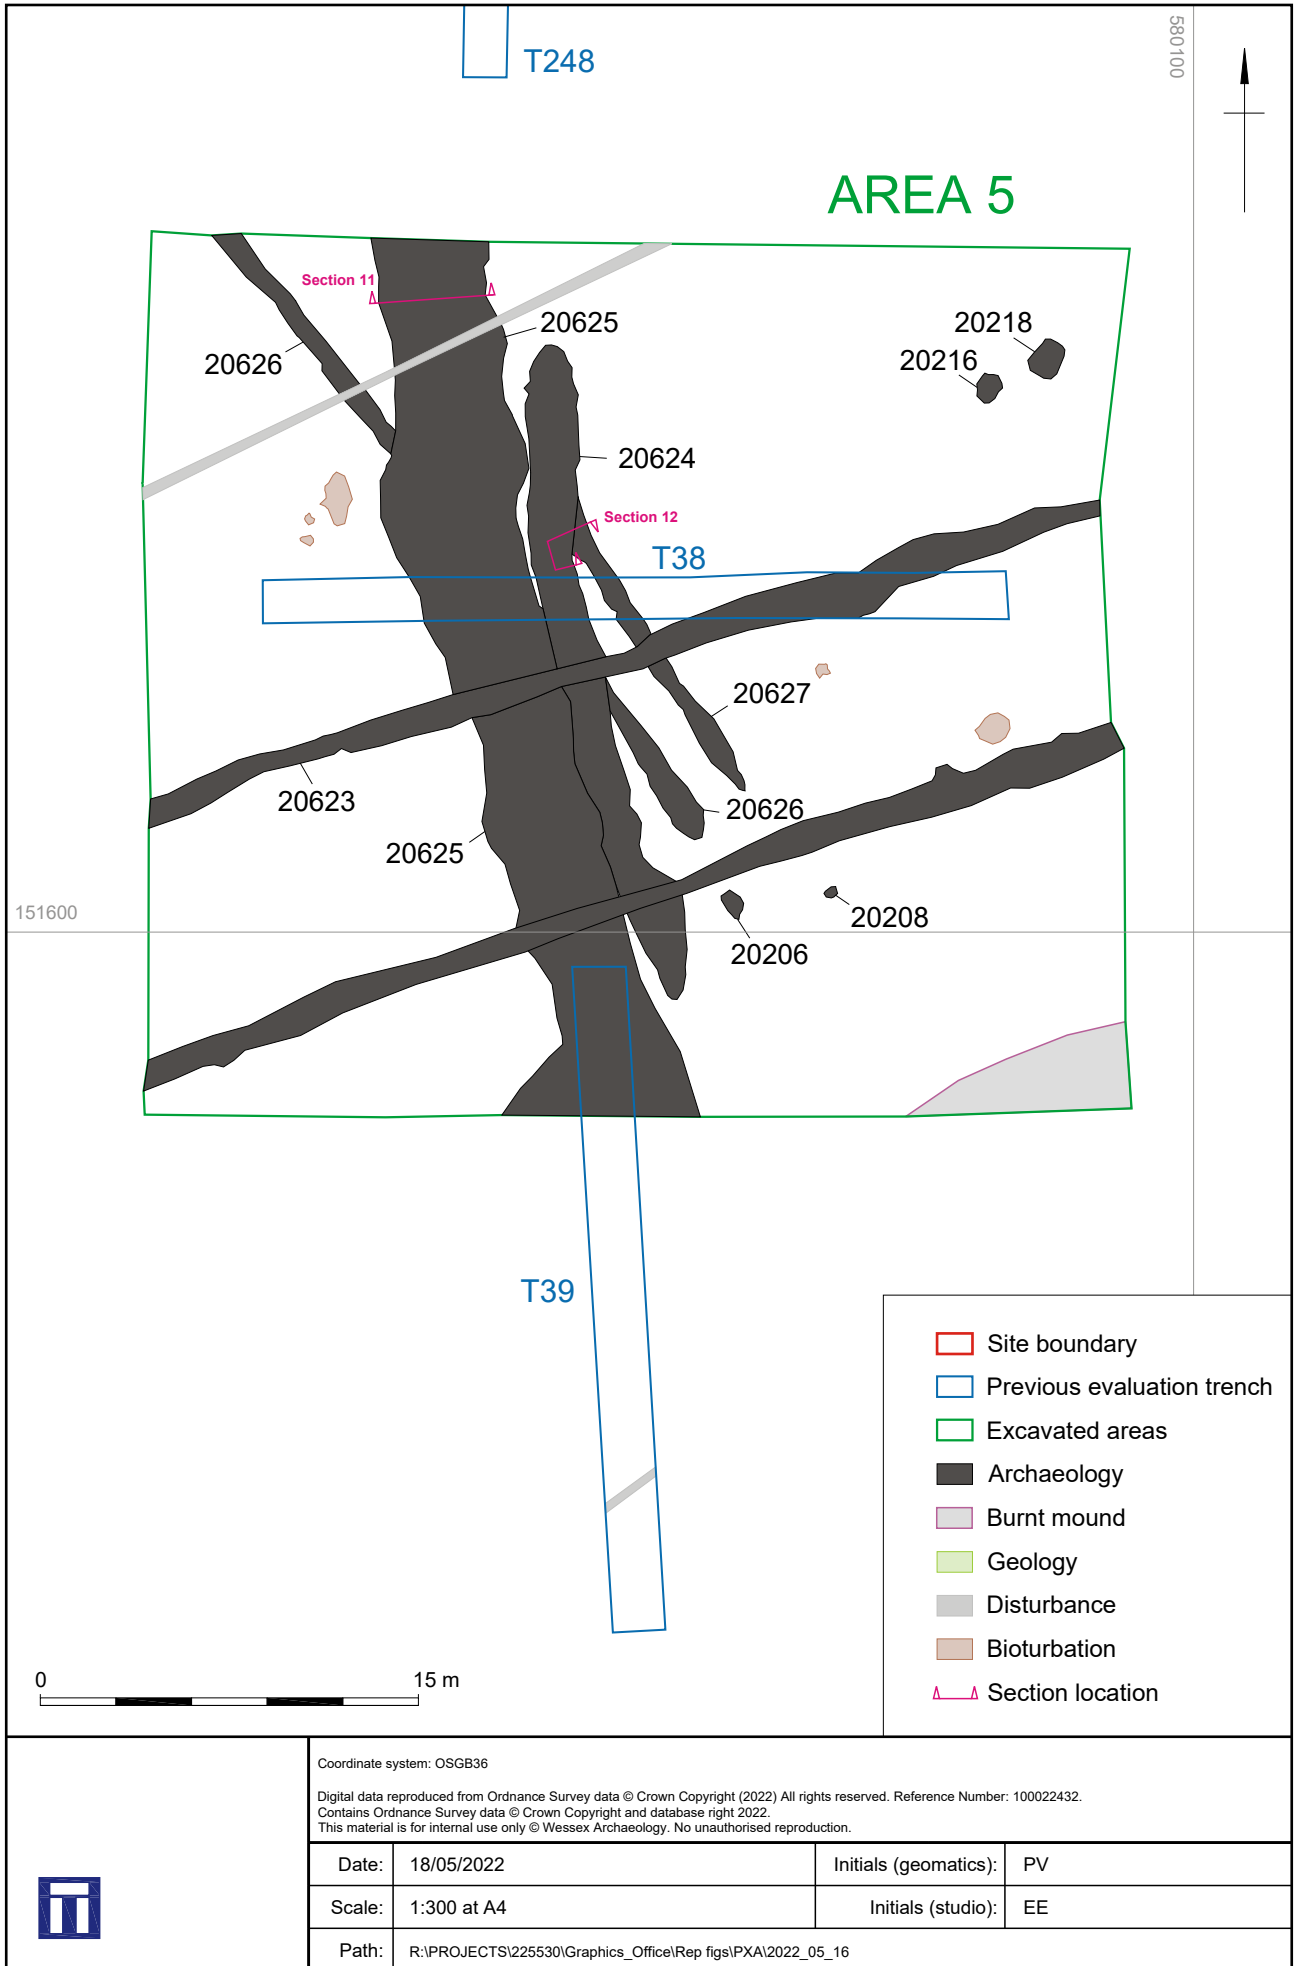 T248
580100
AREA 5
Section 11
20625
20626
20218
20216
20624
Section 12
T38
20627
20623
20626
20625
151600
20208
20206
T39
Site boundary
Previous evaluation trench
Excavated areas
Archaeology
Burnt mound
Geology
Disturbance
Bioturbation
Section location
0 15 m
Coordinate system: OSGB36
Digital data reproduced from Ordnance Survey data © Crown Copyright (2022) All rights reserved. Reference Number: 100022432.
Contains Ordnance Survey data © Crown Copyright and database right 2022.
This material is for internal use only © Wessex Archaeology. No unauthorised reproduction.
Date: 18/05/2022 Initials (geomatics): PV
Scale: 1:300 at A4 Initials (studio): EE
Path: R:\PROJECTS\225530\Graphics_Office\Rep figs\PXA\2022_05_16